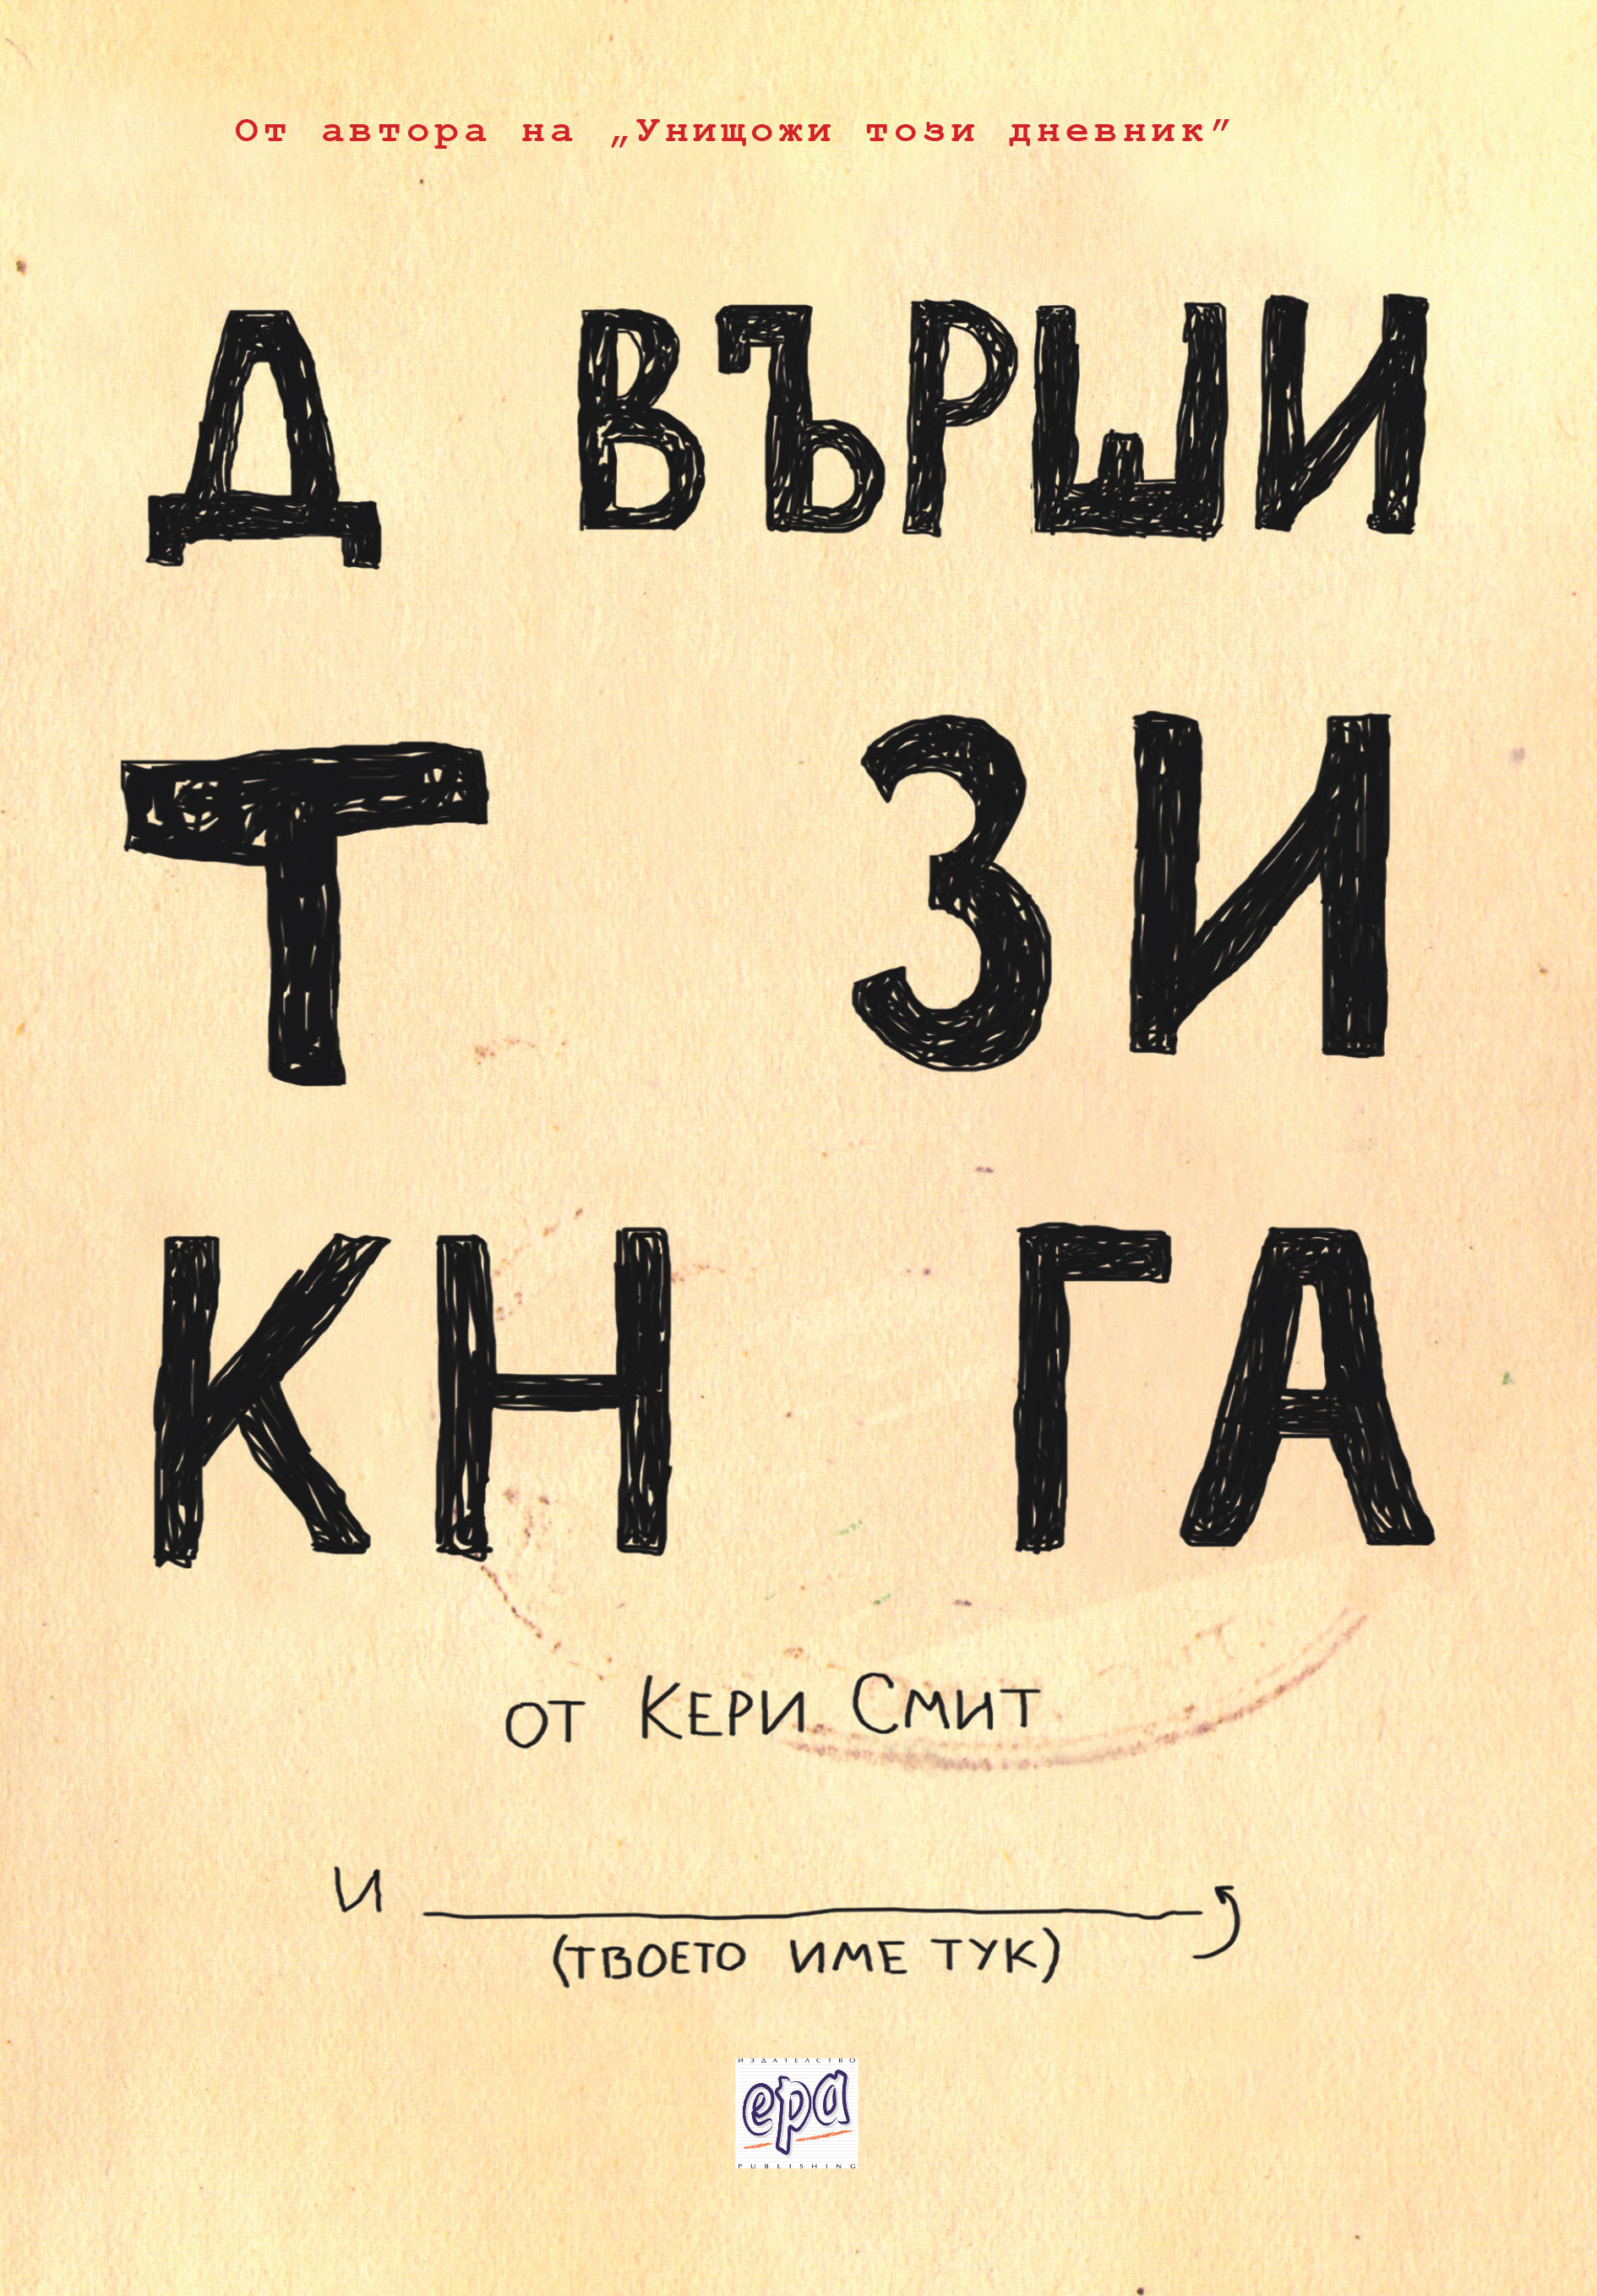 От автора на „Унищожи този дневник”
Д ВЪРШИ
Т ЗИ
КН ГА
от Кери Смит
И
(ТВОЕТО ИМЕ ТУК)
ИЗДАТЕЛСТВО
ера
PUBLISHING